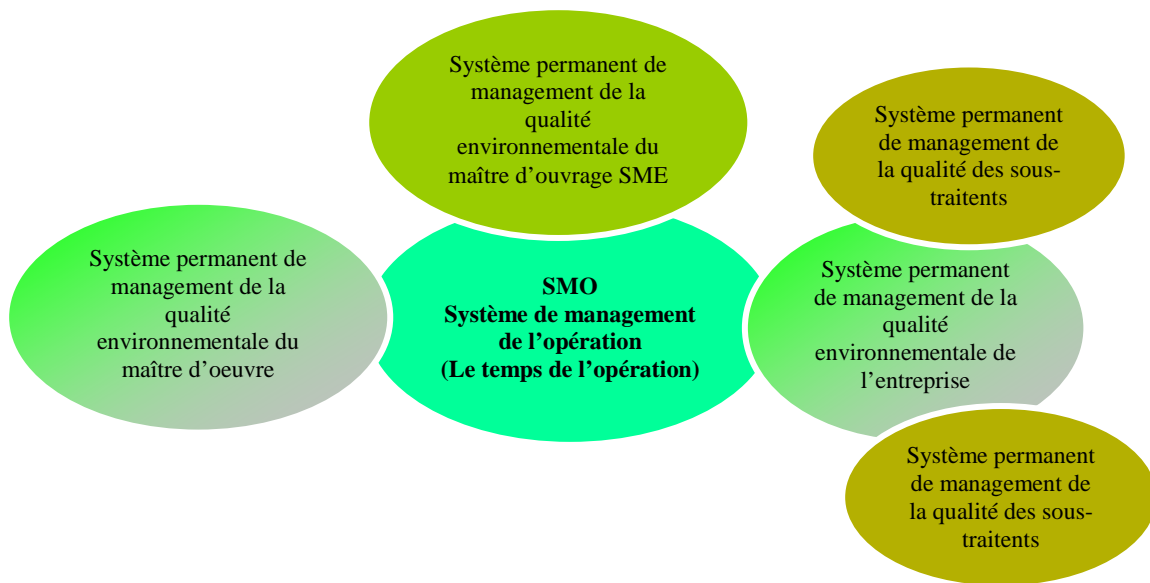 Système permanent de
management de la
qualité
environnementale du
maître d'ouvrage SME
Système permanent
de management de
la qualité des sous-
traitents
Système permanent de
management de la
qualité
environnementale du
maître d'oeuvre
SMO
Système de management
de l'opération
(Le temps de l'opération)
Système permanent
de management de la
qualité
environnementale de
l'entreprise
Système permanent
de management de
la qualité des sous-
traitents